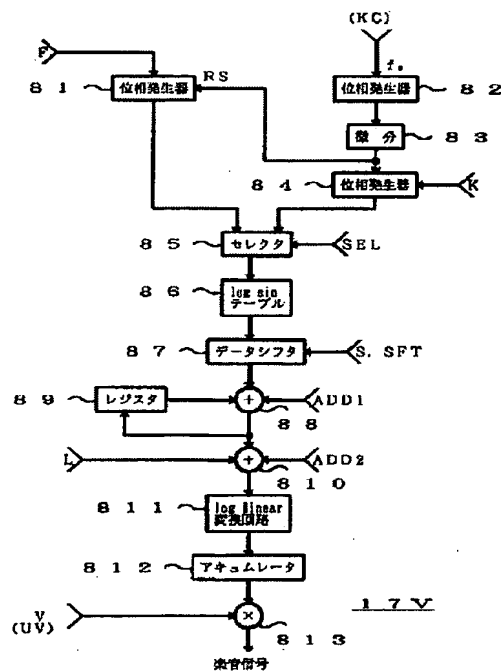 (KC)
F
f。
RS
８１
位相発生器
位相発生器
８２
微 分
８３
８４
位相発生器
K
８５
セレクタ
SEL
８６
log sin
テーブル
８７
データシフタ
S. SFT
８９
レジスタ
+
ADD1
８８
L
+
ADD2
８１０
８１１
log linear
変換回路
８１２
アキュムレータ
１７Ｖ
V
(UV)
×
８１３
楽音信号